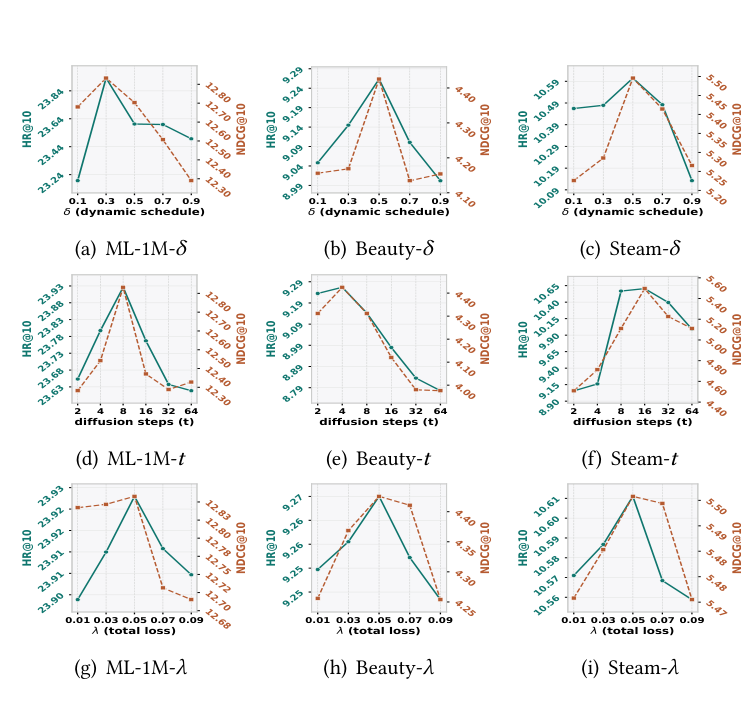 HR@10
23.84
23.64
23.44
23.24
12.80
12.70
12.60
12.50
12.40
12.30
NDCG@10
0.1 0.3 0.5 0.7 0.9
δ (dynamic schedule)
(a) ML-1M-δ
HR@10
9.29
9.24
9.19
9.14
9.09
9.04
8.99
4.40
4.30
4.20
4.10
NDCG@10
0.1 0.3 0.5 0.7 0.9
δ (dynamic schedule)
(b) Beauty-δ
HR@10
10.59
10.49
10.39
10.29
10.19
10.09
5.50
5.45
5.40
5.35
5.30
5.25
5.20
NDCG@10
0.1 0.3 0.5 0.7 0.9
δ (dynamic schedule)
(c) Steam-δ
HR@10
23.93
23.88
23.83
23.78
23.73
23.68
23.63
12.80
12.70
12.60
12.50
12.40
12.30
NDCG@10
2 4 8 16 32 64
diffusion steps (t)
(d) ML-1M-t
HR@10
9.29
9.19
9.09
8.99
8.89
8.79
4.40
4.30
4.20
4.10
4.00
NDCG@10
2 4 8 16 32 64
diffusion steps (t)
(e) Beauty-t
HR@10
10.65
10.40
10.15
9.90
9.65
9.40
9.15
8.90
5.60
5.40
5.20
5.00
4.80
4.60
4.40
NDCG@10
2 4 8 16 32 64
diffusion steps (t)
(f) Steam-t
HR@10
23.93
23.92
23.92
23.91
23.91
23.90
12.83
12.80
12.78
12.75
12.72
12.70
12.68
NDCG@10
0.01 0.03 0.05 0.07 0.09
λ (total loss)
(g) ML-1M-λ
HR@10
9.27
9.26
9.26
9.25
9.25
4.40
4.35
4.30
4.25
NDCG@10
0.01 0.03 0.05 0.07 0.09
λ (total loss)
(h) Beauty-λ
HR@10
10.61
10.60
10.59
10.58
10.57
10.56
5.50
5.49
5.48
5.48
5.47
NDCG@10
0.01 0.03 0.05 0.07 0.09
λ (total loss)
(i) Steam-λ